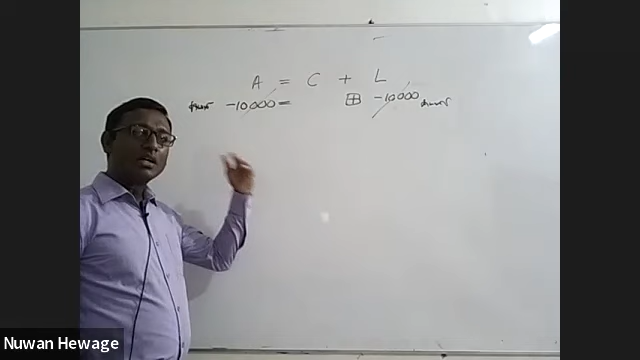 A = C + L
-10000 = ⊞ -10000
Nuwan Hewage